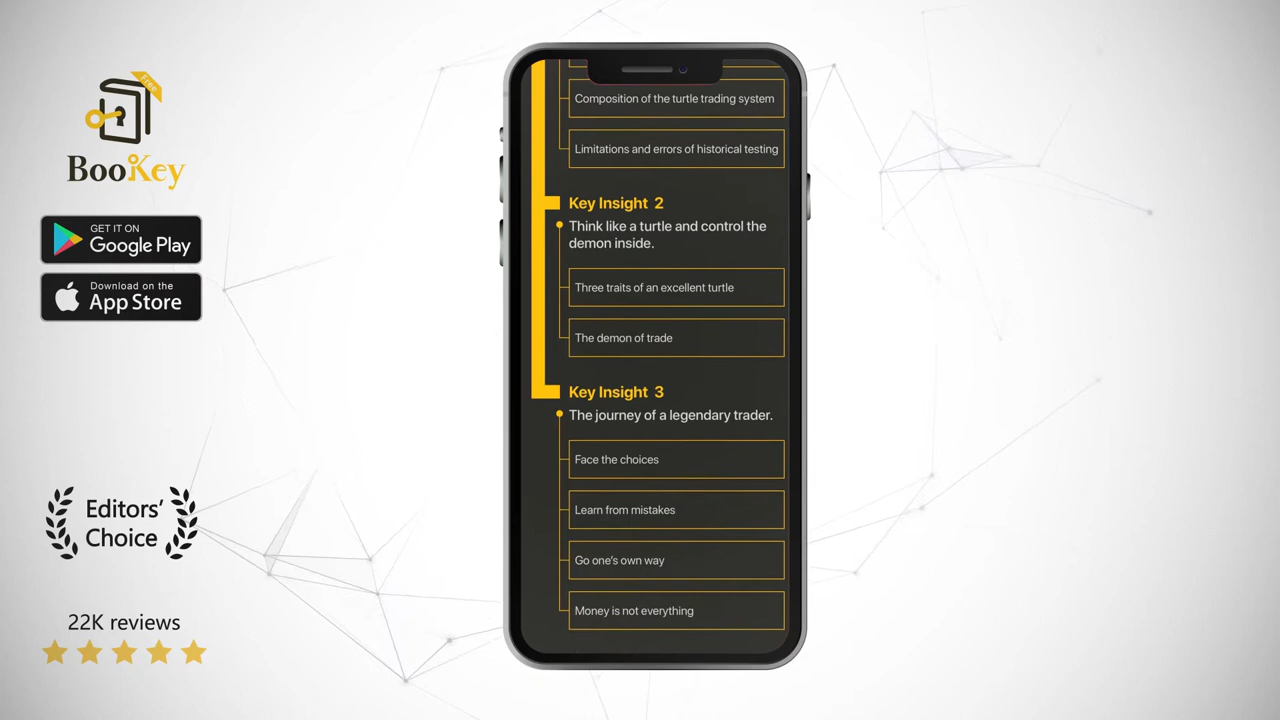 Free
BooKey
GET IT ON
Google Play
Download on the
App Store
Editors’
Choice
22K reviews
Composition of the turtle trading system
Limitations and errors of historical testing
Key Insight 2
Think like a turtle and control the
demon inside.
Three traits of an excellent turtle
The demon of trade
Key Insight 3
The journey of a legendary trader.
Face the choices
Learn from mistakes
Go one’s own way
Money is not everything